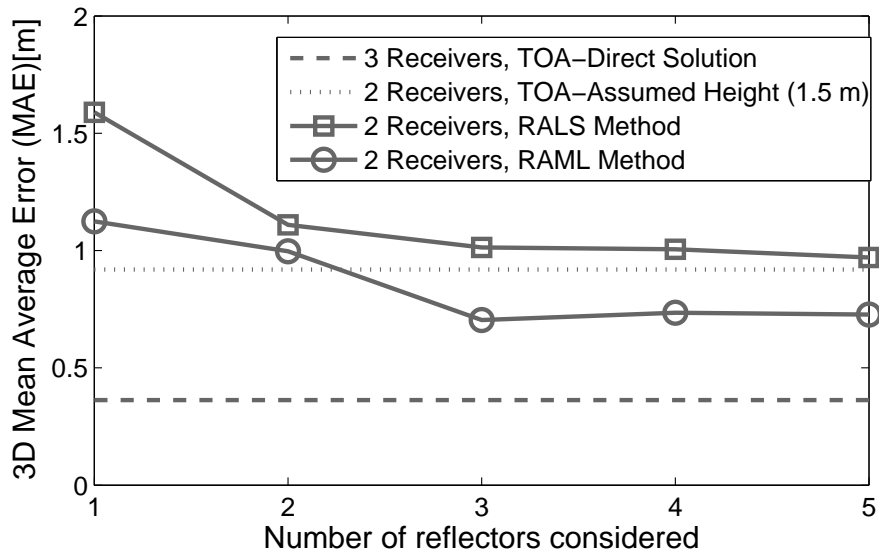 2
1.5
1
0.5
0
3D Mean Average Error (MAE)[m]
3 Receivers, TOA−Direct Solution
2 Receivers, TOA−Assumed Height (1.5 m)
2 Receivers, RALS Method
2 Receivers, RAML Method
1 2 3 4 5
Number of reflectors considered